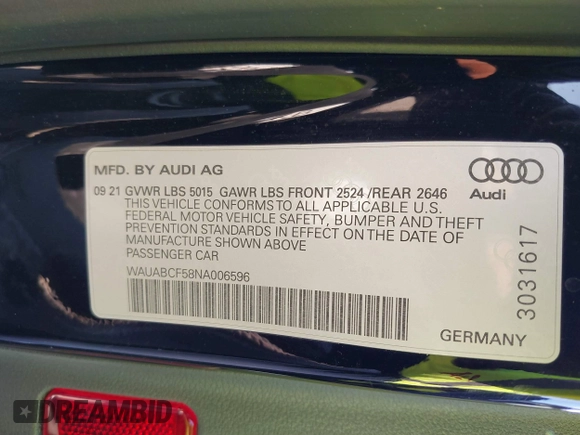 MFD. BY AUDI AG
09 21 GVWR LBS 5015 GAWR LBS FRONT 2524 /REAR 2646
THIS VEHICLE CONFORMS TO ALL APPLICABLE U.S.
FEDERAL MOTOR VEHICLE SAFETY, BUMPER AND THEFT
PREVENTION STANDARDS IN EFFECT ON THE DATE OF
MANUFACTURE SHOWN ABOVE
PASSENGER CAR
WAUABCF58NA006596
Audi
3031617
GERMANY
DREAMBID